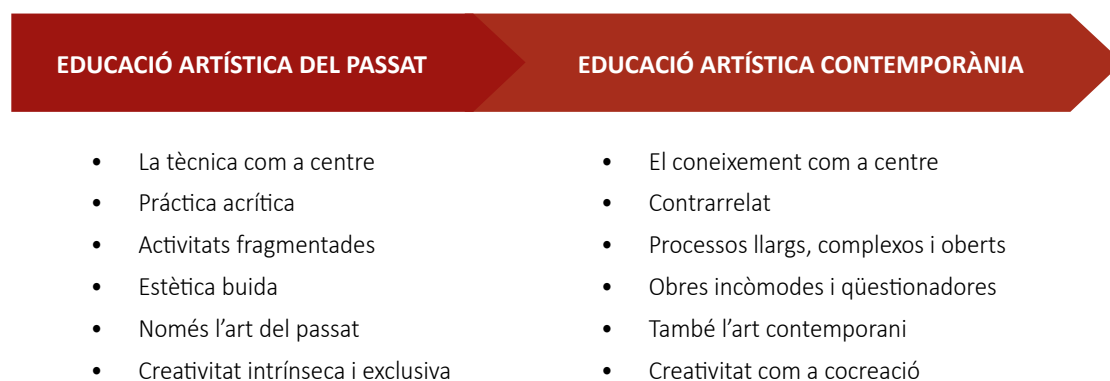 EDUCACIÓ ARTÍSTICA DEL PASSAT
• La tècnica com a centre
• Práctica acrítica
• Activitats fragmentades
• Estètica buida
• Només l’art del passat
• Creativitat intrínseca i exclusiva
EDUCACIÓ ARTÍSTICA CONTEMPORÀNIA
• El coneixement com a centre
• Contrarrelat
• Processos llargs, complexos i oberts
• Obres incòmodes i qüestionadores
• També l’art contemporani
• Creativitat com a cocreació